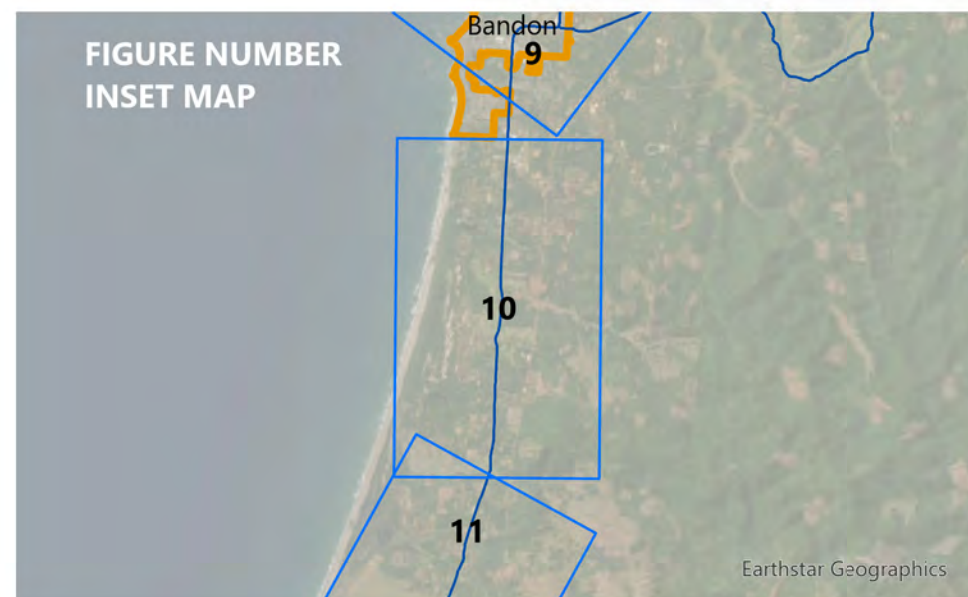 Bandon
FIGURE NUMBER
INSET MAP
9
10
11
Earthstar Geographics